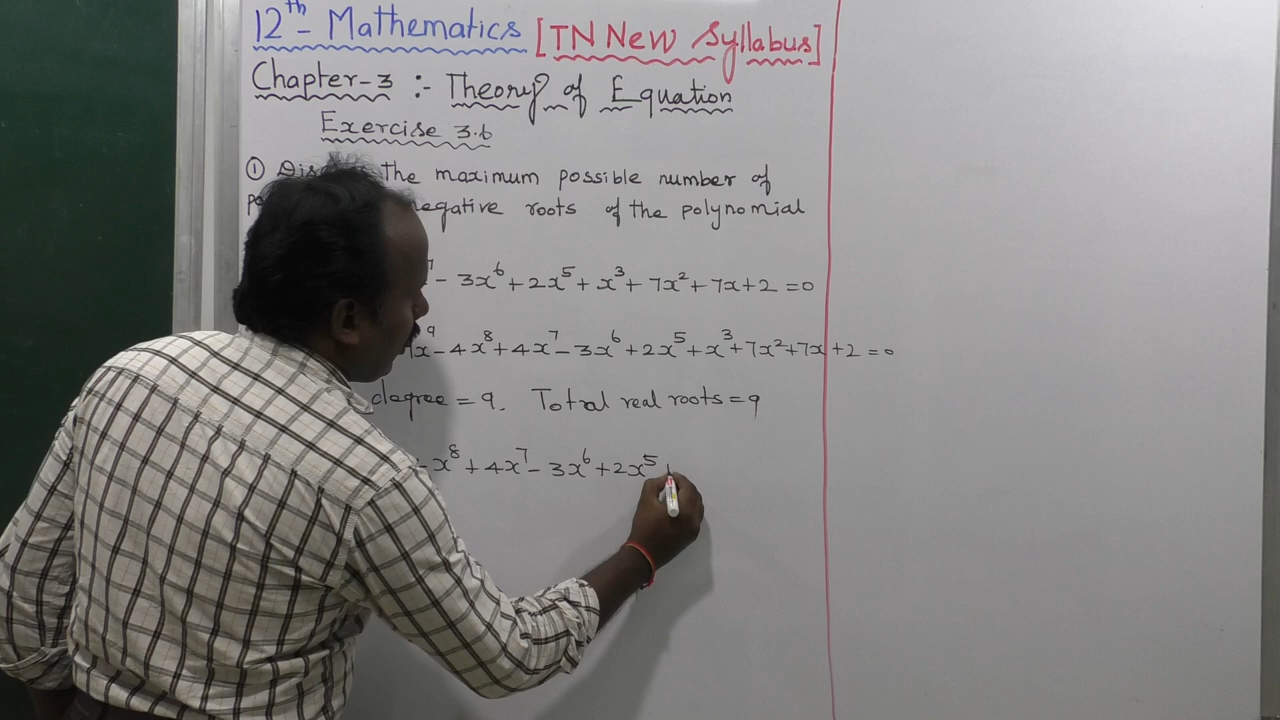 12th - Mathematics [TN New Syllabus]
Chapter-3 :- Theory of Equation
Exercise 3.6
① the maximum possible number of
negative roots of the polynomial
- 3x⁶ + 2x⁵ + x³ + 7x² + 7x + 2 = 0
9x⁹ - 4x⁸ + 4x⁷ - 3x⁶ + 2x⁵ + x³ + 7x² + 7x + 2 = 0
degree = 9. Total real roots = 9
- x⁸ + 4x⁷ - 3x⁶ + 2x⁵ +